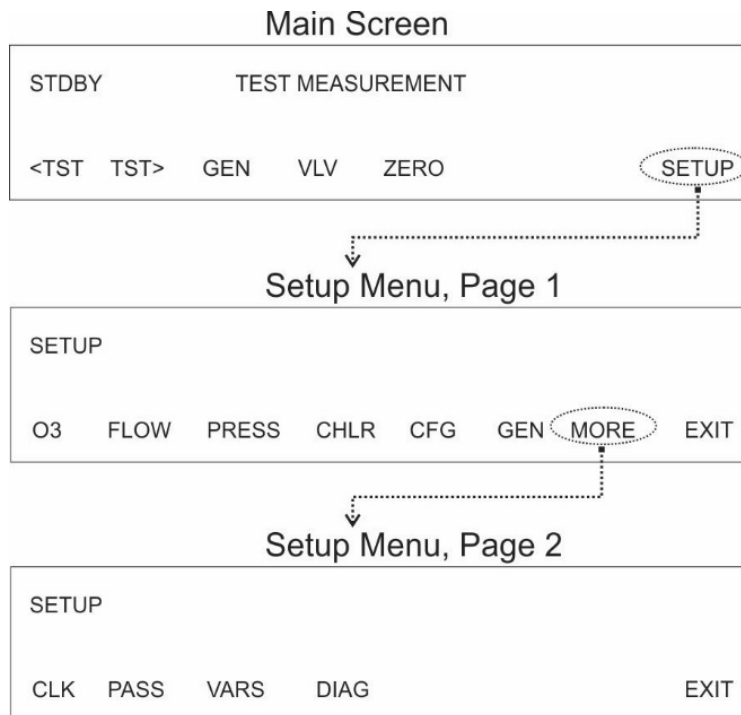 Main Screen
STDBY TEST MEASUREMENT
<TST TST> GEN VLV ZERO SETUP
Setup Menu, Page 1
SETUP
O3 FLOW PRESS CHLR CFG GEN MORE EXIT
Setup Menu, Page 2
SETUP
CLK PASS VARS DIAG EXIT